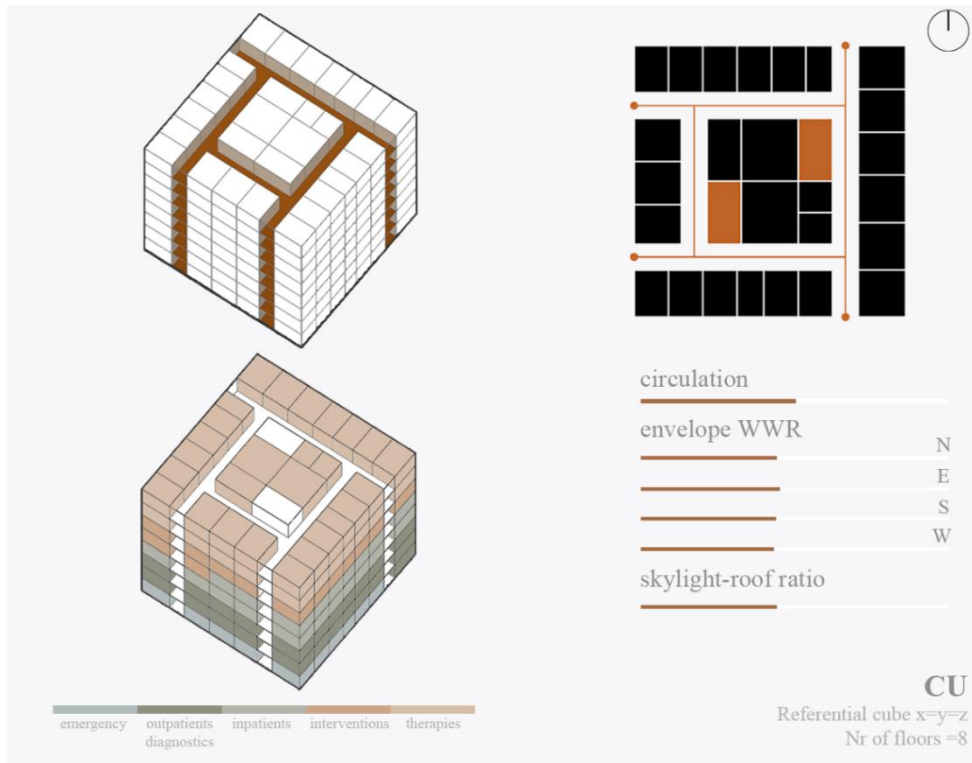 circulation
envelope WWR
N
E
S
W
skylight-roof ratio
CU
Referential cube x=y=z
Nr of floors =8
emergency
outpatients
diagnostics
inpatients
interventions
therapies